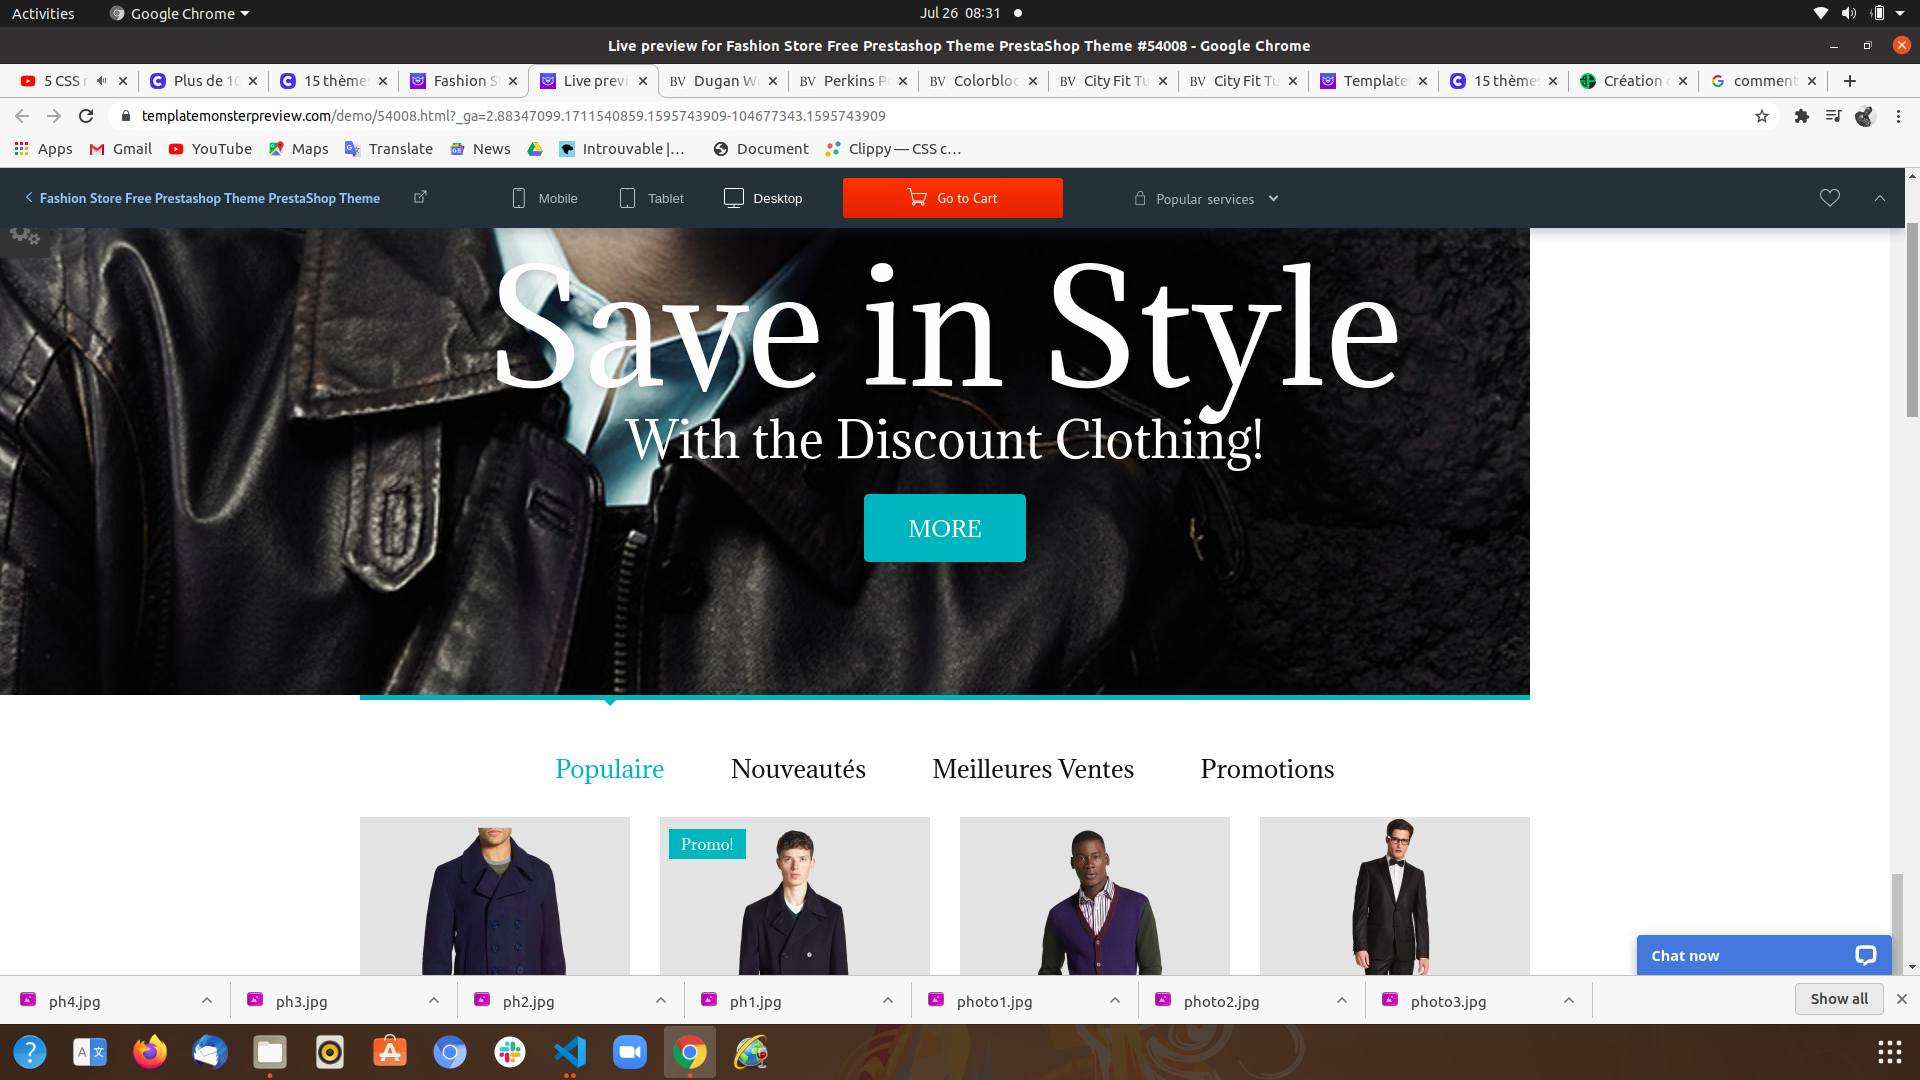 Activities
Google Chrome
Jul 26 08:31
Live preview for Fashion Store Free Prestashop Theme PrestaShop Theme #54008 - Google Chrome
5 CSS
Plus de 10
15 thème
Fashion S
Live previ
BV Dugan W
BV Perkins P
BV Colorbloc
BV City Fit Tu
BV City Fit Tu
Template
15 thème
Création
comment
templatemonsterpreview.com/demo/54008.html?_ga=2.88347099.1711540859.1595743909-104677343.1595743909
Apps
Gmail
YouTube
Maps
Translate
News
Introuvable |...
Document
Clippy — CSS c...
Fashion Store Free Prestashop Theme PrestaShop Theme
Mobile
Tablet
Desktop
Go to Cart
Popular services
Save in Style
With the Discount Clothing!
MORE
Populaire
Nouveautés
Meilleures Ventes
Promotions
Promo!
Chat now
ph4.jpg
ph3.jpg
ph2.jpg
ph1.jpg
photo1.jpg
photo2.jpg
photo3.jpg
Show all